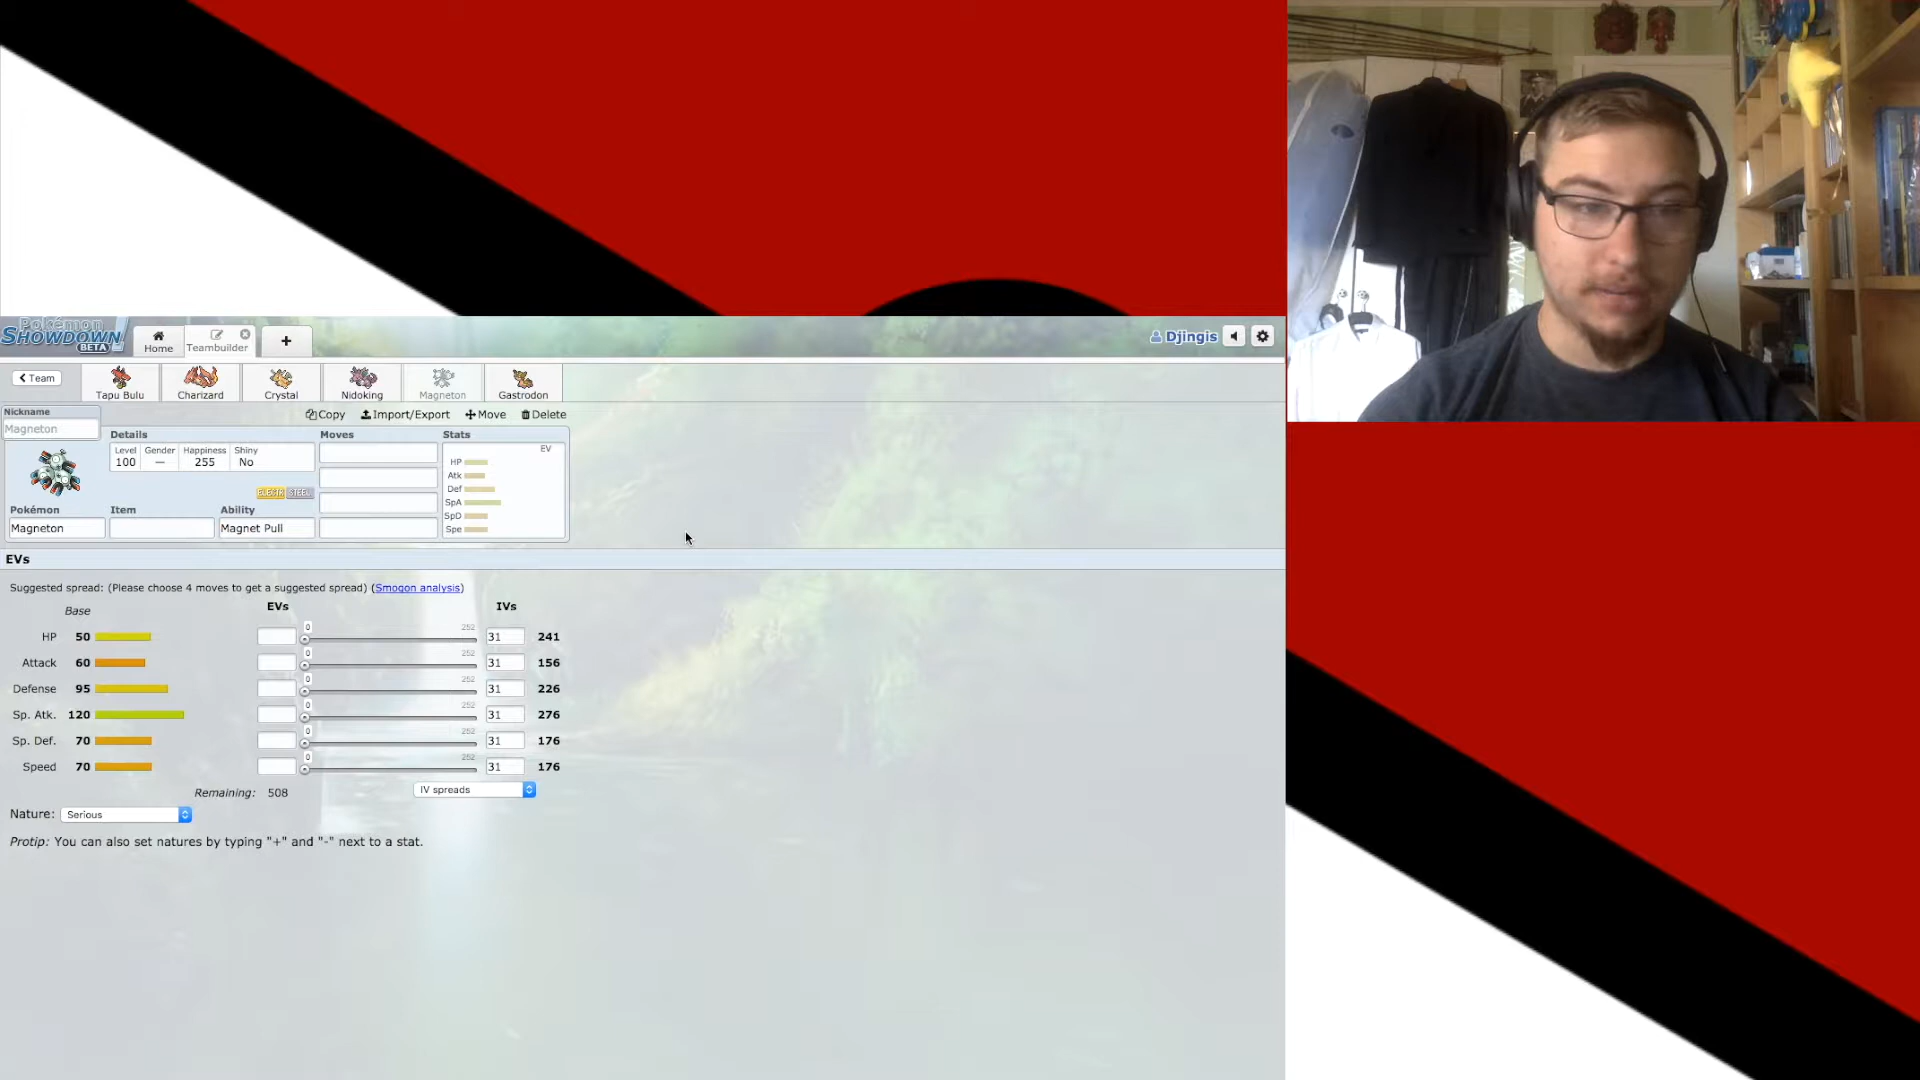 Pokémon
SHOWDOWN!
BETA
Home
Teambuilder
+
Djingis
Team
Tapu Bulu
Charizard
Crystal
Nidoking
Magneton
Gastrodon
Nickname
Magneton
Copy
Import/Export
Move
Delete
Details
Moves
Stats
Level
Gender
Happiness
Shiny
100
—
255
No
EV
HP
Atk
Def
SpA
SpD
Spe
ELECTR
STEEL
Pokémon
Item
Ability
Magneton
Magnet Pull
EVs
Suggested spread: (Please choose 4 moves to get a suggested spread) (Smogon analysis)
Base
EVs
IVs
HP 50 0 252 31 241
Attack 60 0 252 31 156
Defense 95 0 252 31 226
Sp. Atk. 120 0 252 31 276
Sp. Def. 70 0 252 31 176
Speed 70 0 252 31 176
Remaining: 508
IV spreads
Nature: Serious
Protip: You can also set natures by typing "+" and "-" next to a stat.